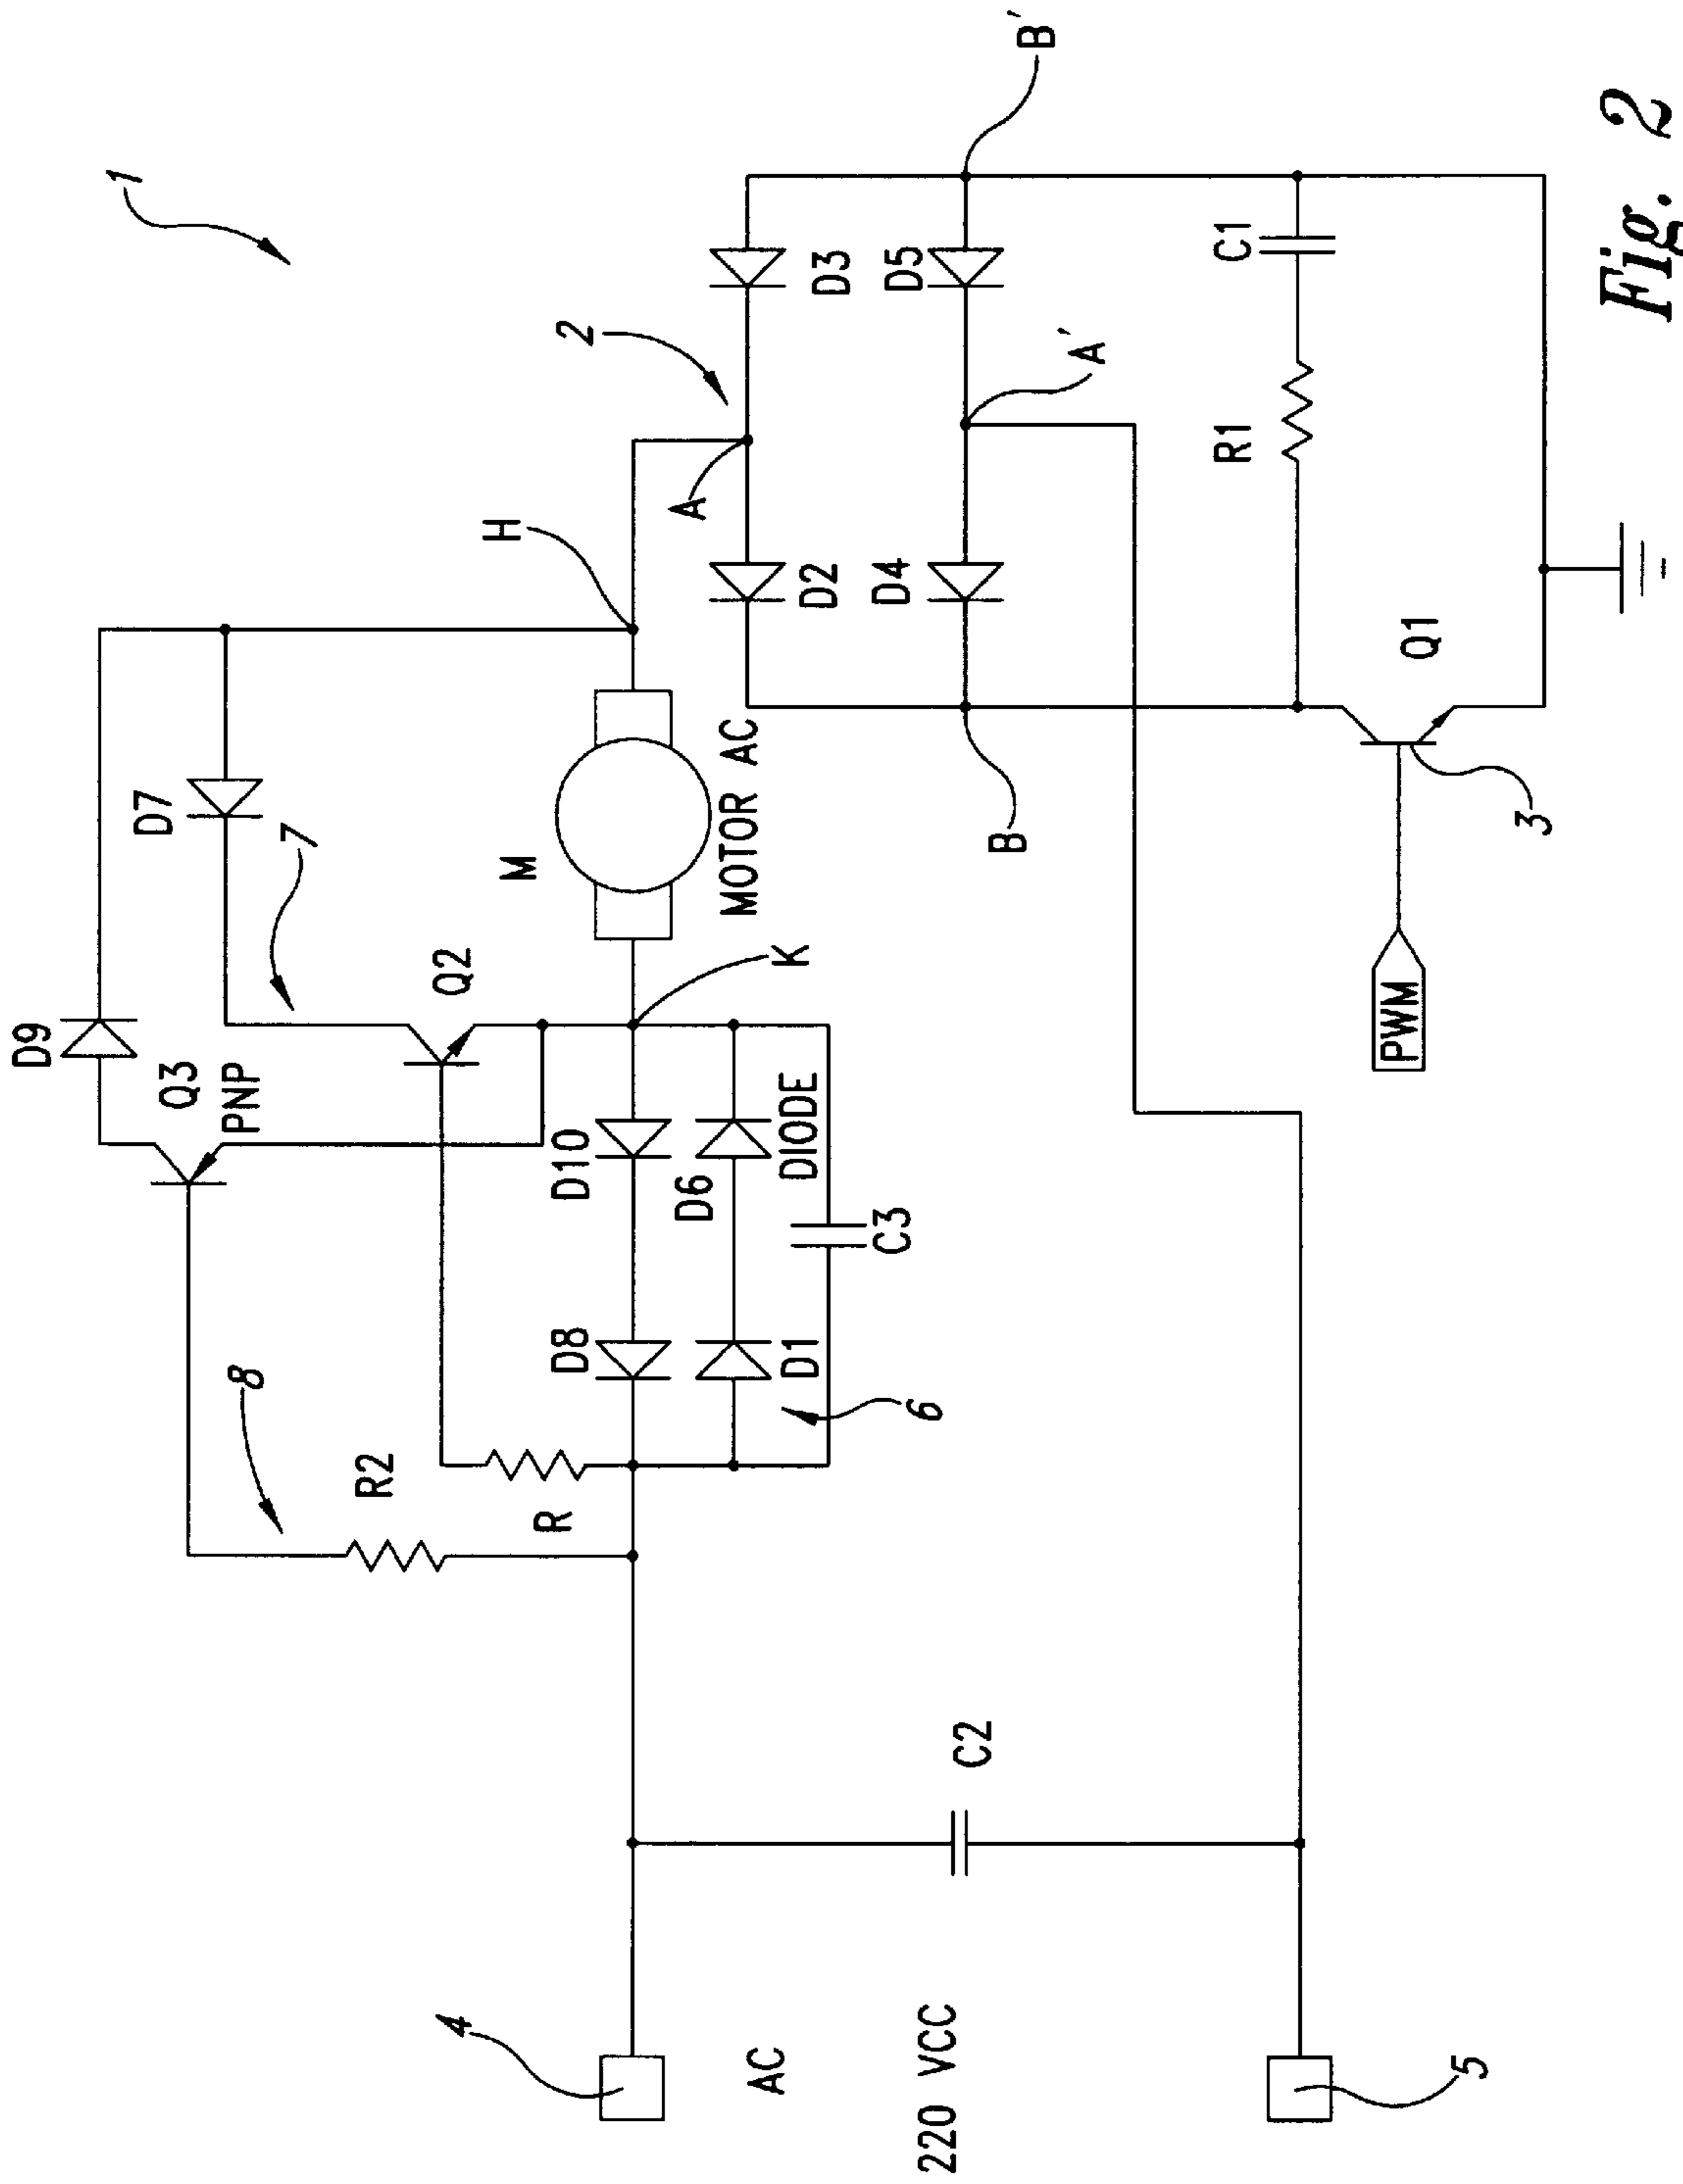 1
D9
Q3
PNP
D7
7
8
R2
Q2
H
2
M
MOTOR AC
K
R
D8
D10
D6
DIODE
D1
C3
6
A
D2
D3
D4
D5
A'
B
B'
R1
C1
Q1
3
PWM
4
AC
220 VCC
C2
5
Fig. 2